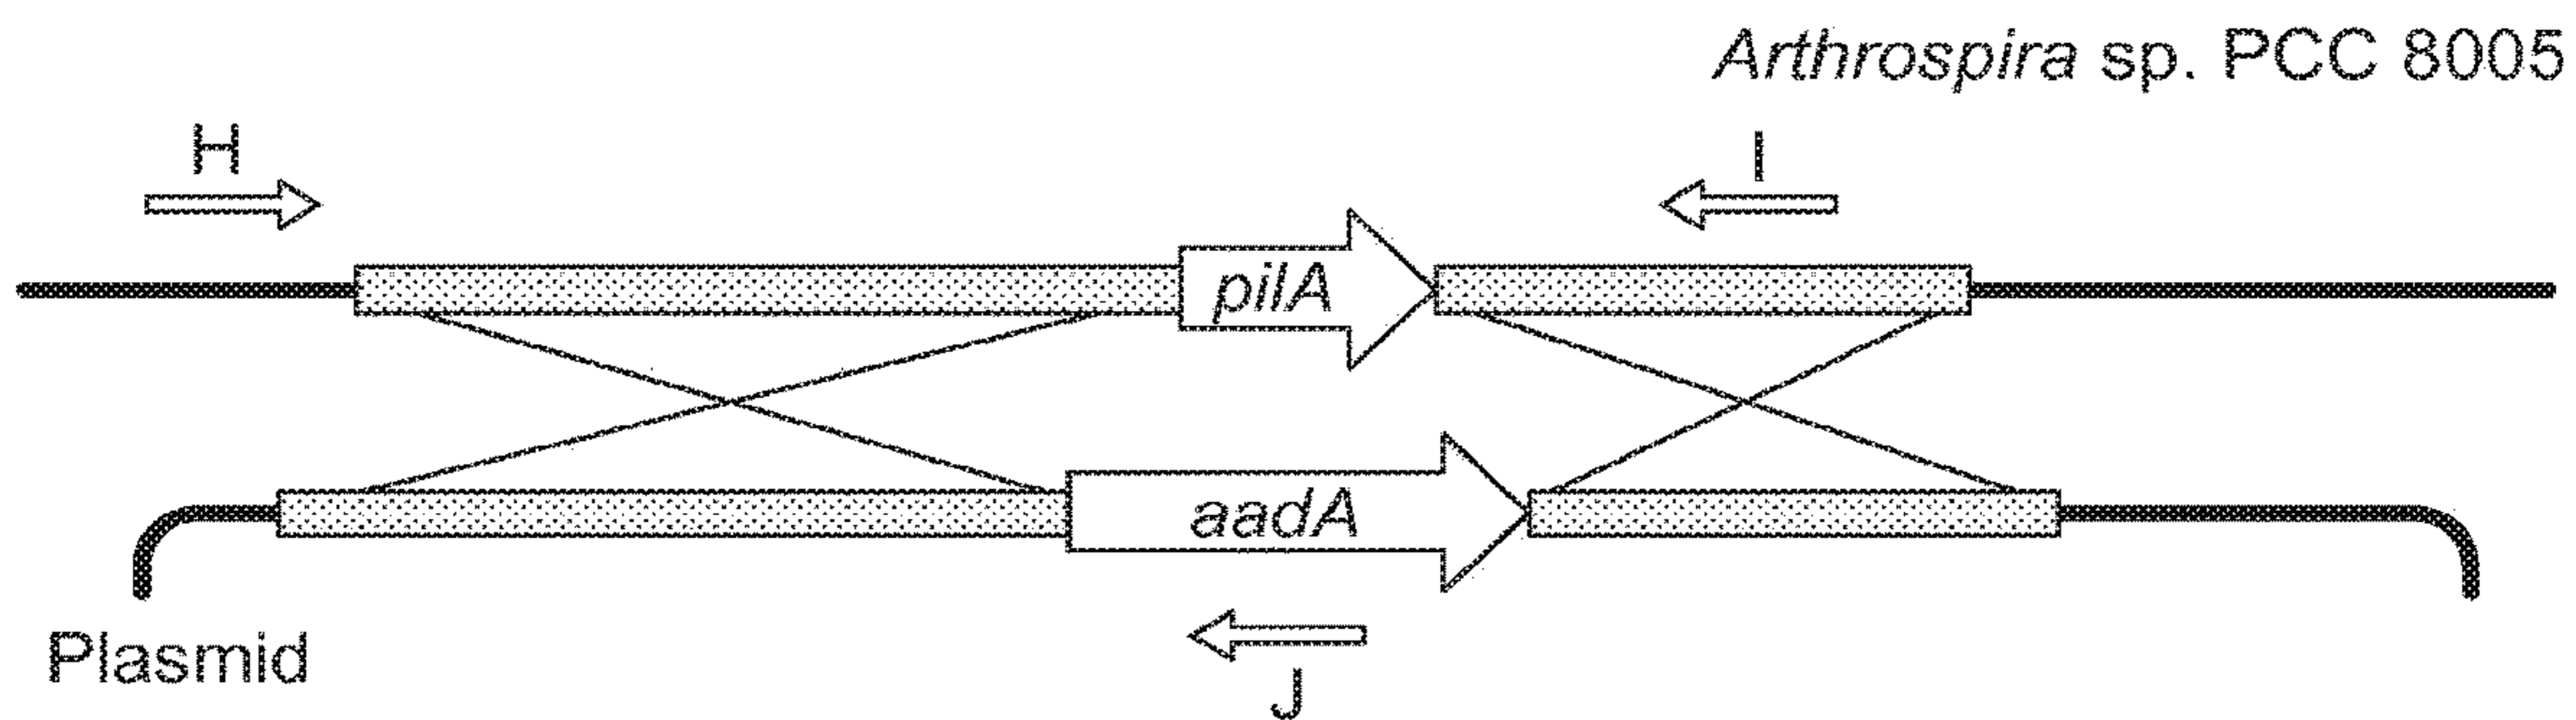 Arthrospira sp. PCC 8005
H
I
pilA
aadA
Plasmid
J